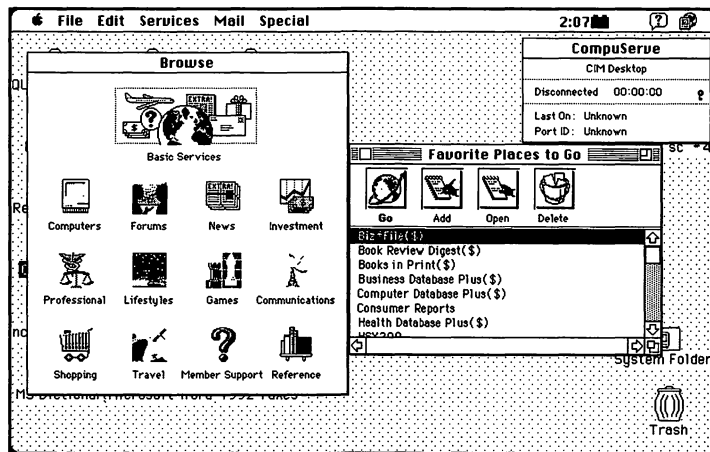 File Edit Services Mail Special 2:07
Browse
CompuServe
CIM Desktop
Disconnected 00:00:00
Last On: Unknown
Port ID: Unknown
EXTRA!
Basic Services
Favorite Places to Go
Computers Forums News Investment
Go Add Open Delete
Professional Lifestyles Games Communications
Biz*File($)
Book Review Digest($)
Books in Print($)
Business Database Plus($)
Computer Database Plus($)
Consumer Reports
Health Database Plus($)
Shopping Travel Member Support Reference
System Folder
Trash